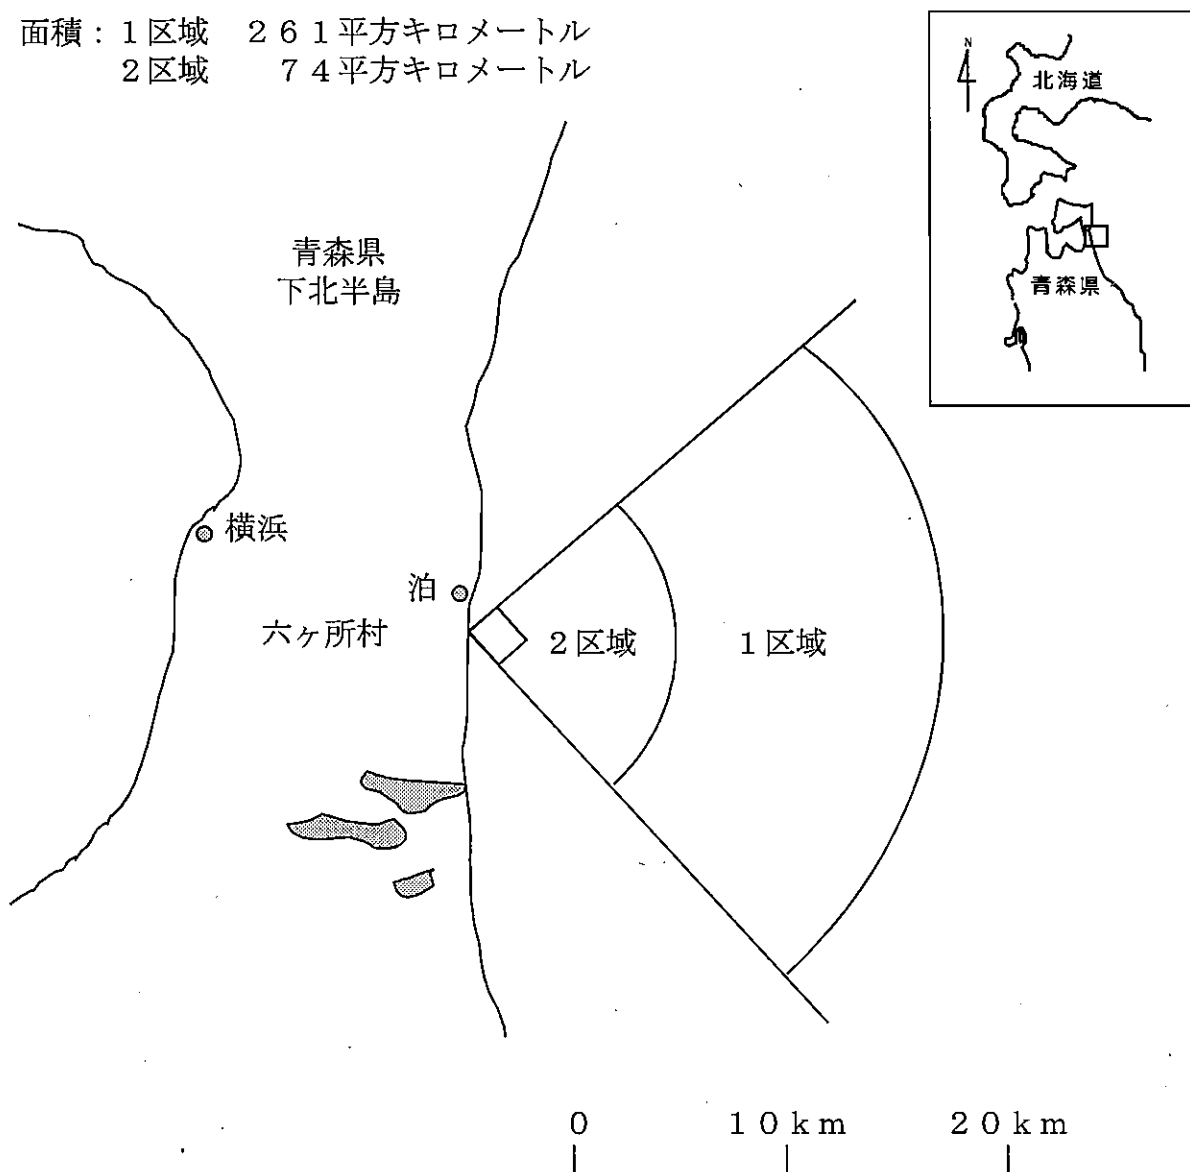 面積：１区域　２６１平方キロメートル
２区域　　７４平方キロメートル
N
北海道
青森県
青森県
下北半島
横浜
泊
六ヶ所村
２区域
１区域
０
１０ｋｍ
２０ｋｍ